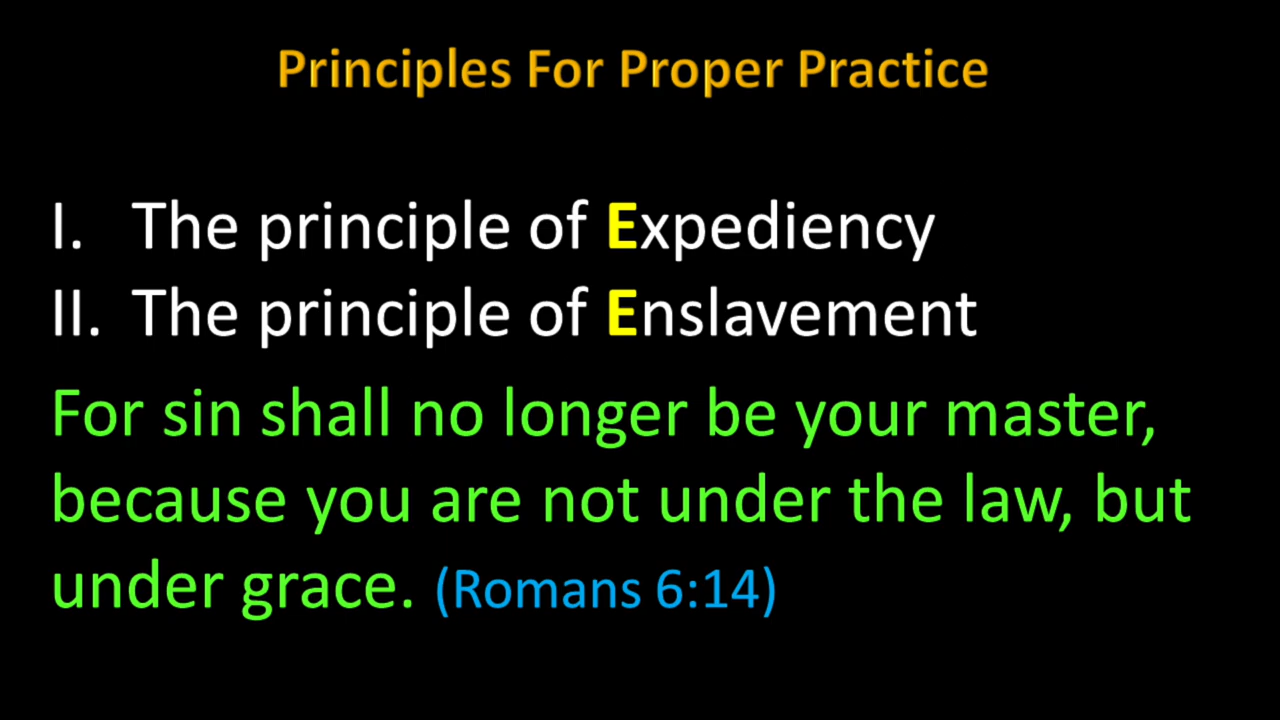 Principles For Proper Practice
I. The principle of Expediency
II. The principle of Enslavement
For sin shall no longer be your master,
because you are not under the law, but
under grace. (Romans 6:14)